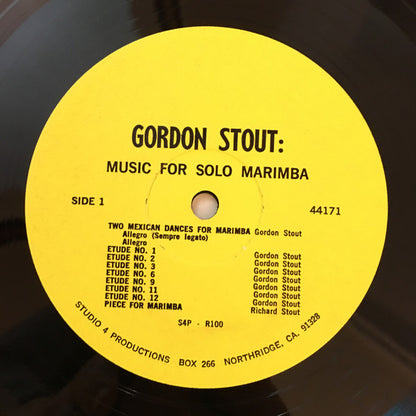 GORDON STOUT:
MUSIC FOR SOLO MARIMBA
SIDE 1 44171
TWO MEXICAN DANCES FOR MARIMBA Gordon Stout
Allegro (Sempre legato)
Allegro
ETUDE NO. 1 Gordon Stout
ETUDE NO. 2 Gordon Stout
ETUDE NO. 3 Gordon Stout
ETUDE NO. 6 Gordon Stout
ETUDE NO. 9 Gordon Stout
ETUDE NO. 11 Gordon Stout
ETUDE NO. 12 Gordon Stout
PIECE FOR MARIMBA Richard Stout
S4P - R100
STUDIO 4 PRODUCTIONS BOX 266 NORTHRIDGE, CA. 91328